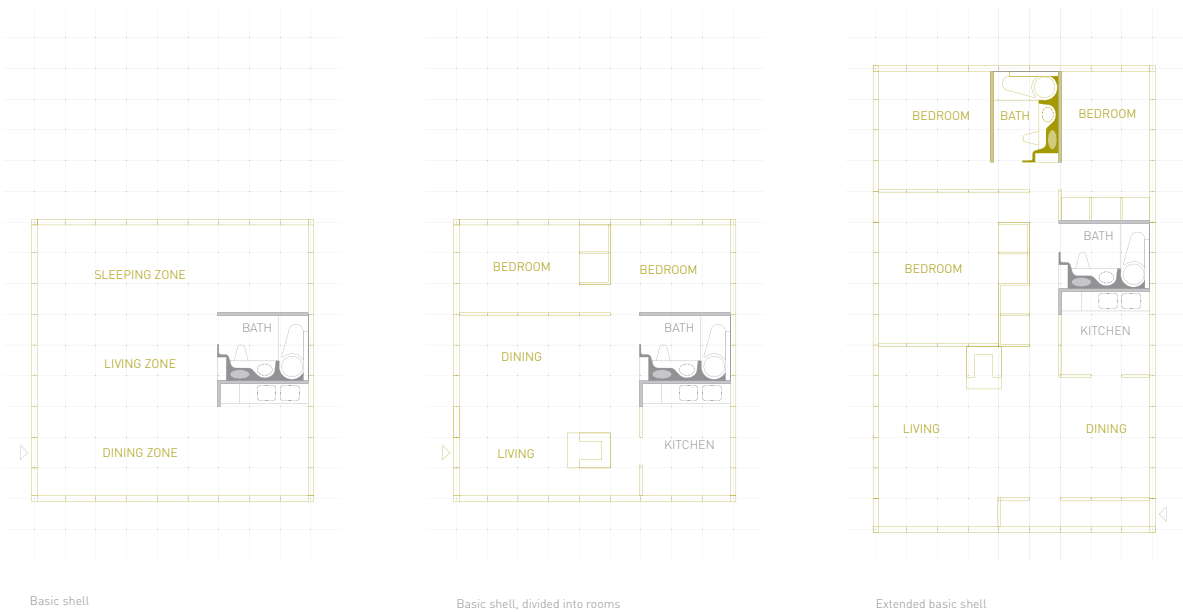 SLEEPING ZONE
BATH
LIVING ZONE
DINING ZONE
Basic shell
BEDROOM
BEDROOM
BATH
DINING
KITCHEN
LIVING
Basic shell, divided into rooms
BEDROOM
BATH
BEDROOM
BATH
BEDROOM
KITCHEN
LIVING
DINING
Extended basic shell